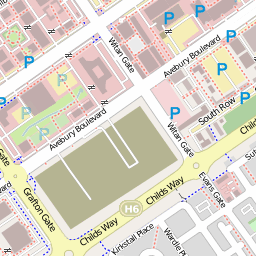 Witan Gate
P
P
P
P
P
P
Avebury Boulevard
South Row
Avebury Boulevard
Witan Gate
Childs Way
Evans Gate
H6
Grafton Gate
Childs Way
Kirkstall Place